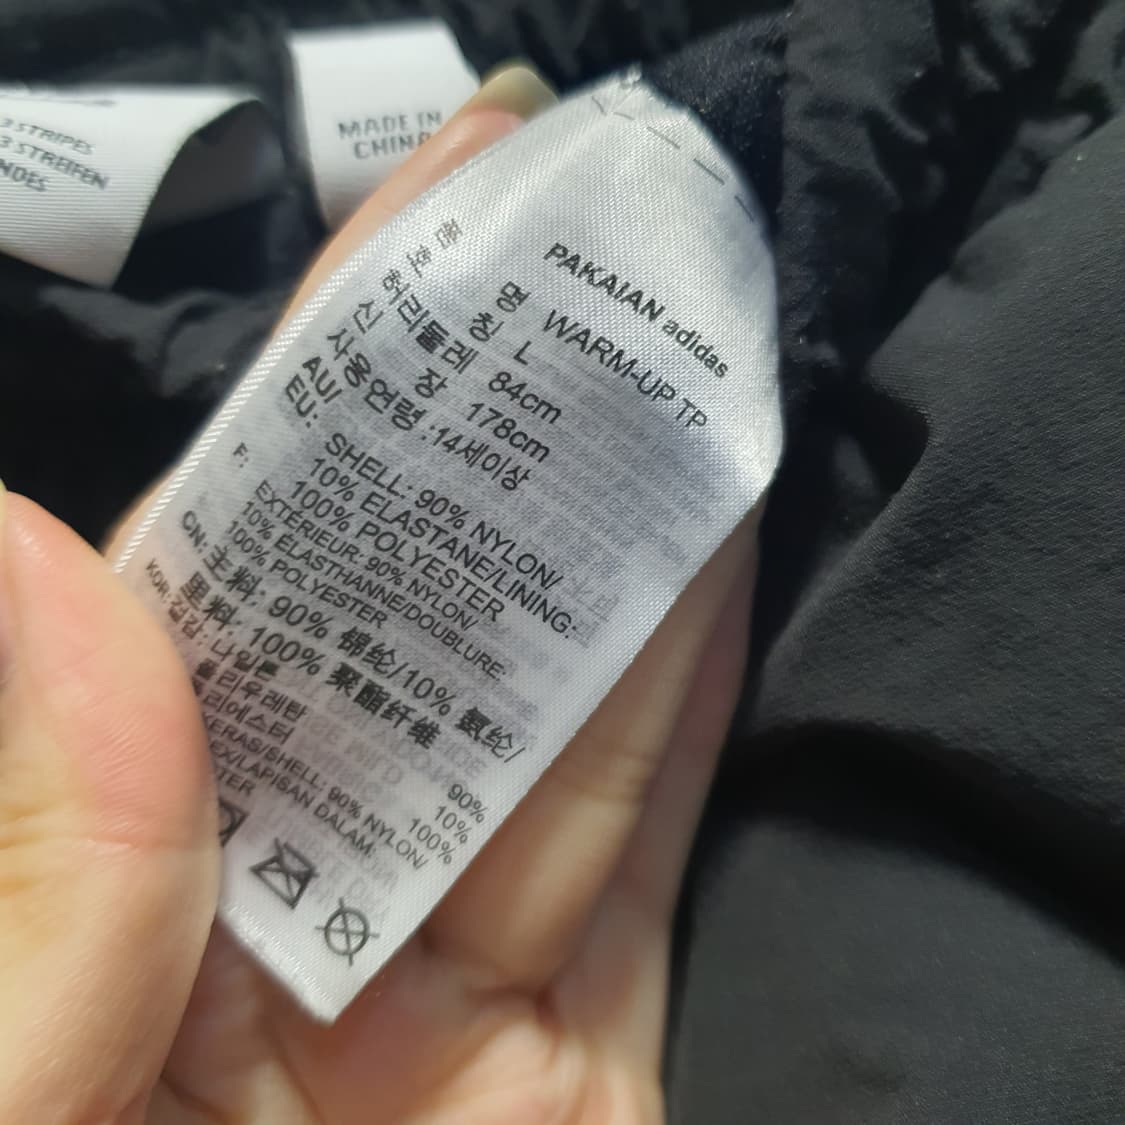 3 STRIPES
3 STREIFEN
MADE IN
CHINA
PAKAIAN adidas
품 명 WARM-UP TP
호 칭 L
허리둘레 84cm
신 장 178cm
사용연령 :14세이상
AU/
EU: SHELL: 90% NYLON/
10% ELASTANE/LINING:
100% POLYESTER
F: EXTÉRIEUR: 90% NYLON/
10% ÉLASTHANNE/DOUBLURE:
100% POLYESTER
CN: 主料: 90% 锦纶/10% 氨纶/
里料: 100% 聚酯纤维
KOR: 겉감: 나일론 90%
폴리우레탄 10%
리에스터 100%
KERAS/SHELL: 90% NYLON/
EX/LAPISAN DALAM:
TER